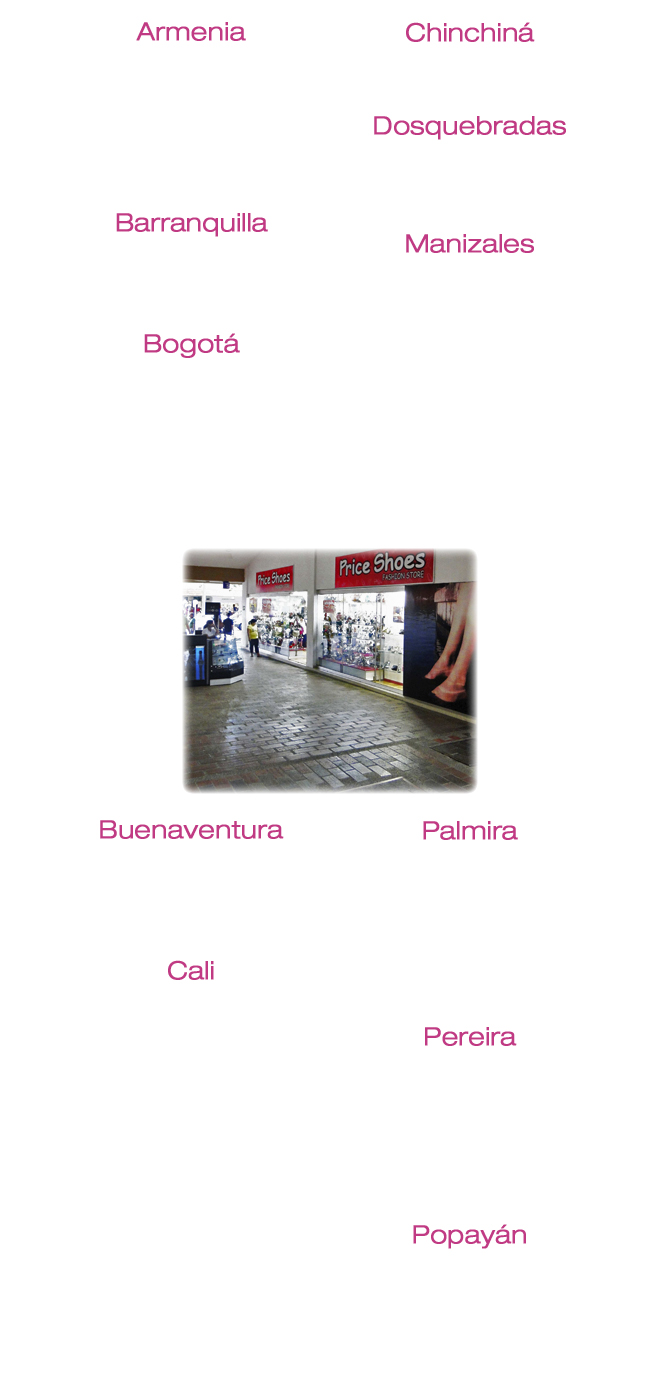 Armenia
Chinchiná
Dosquebradas
Barranquilla
Manizales
Bogotá
Price Shoes
Price Shoes
FASHION STORE
Buenaventura
Palmira
Cali
Pereira
Popayán